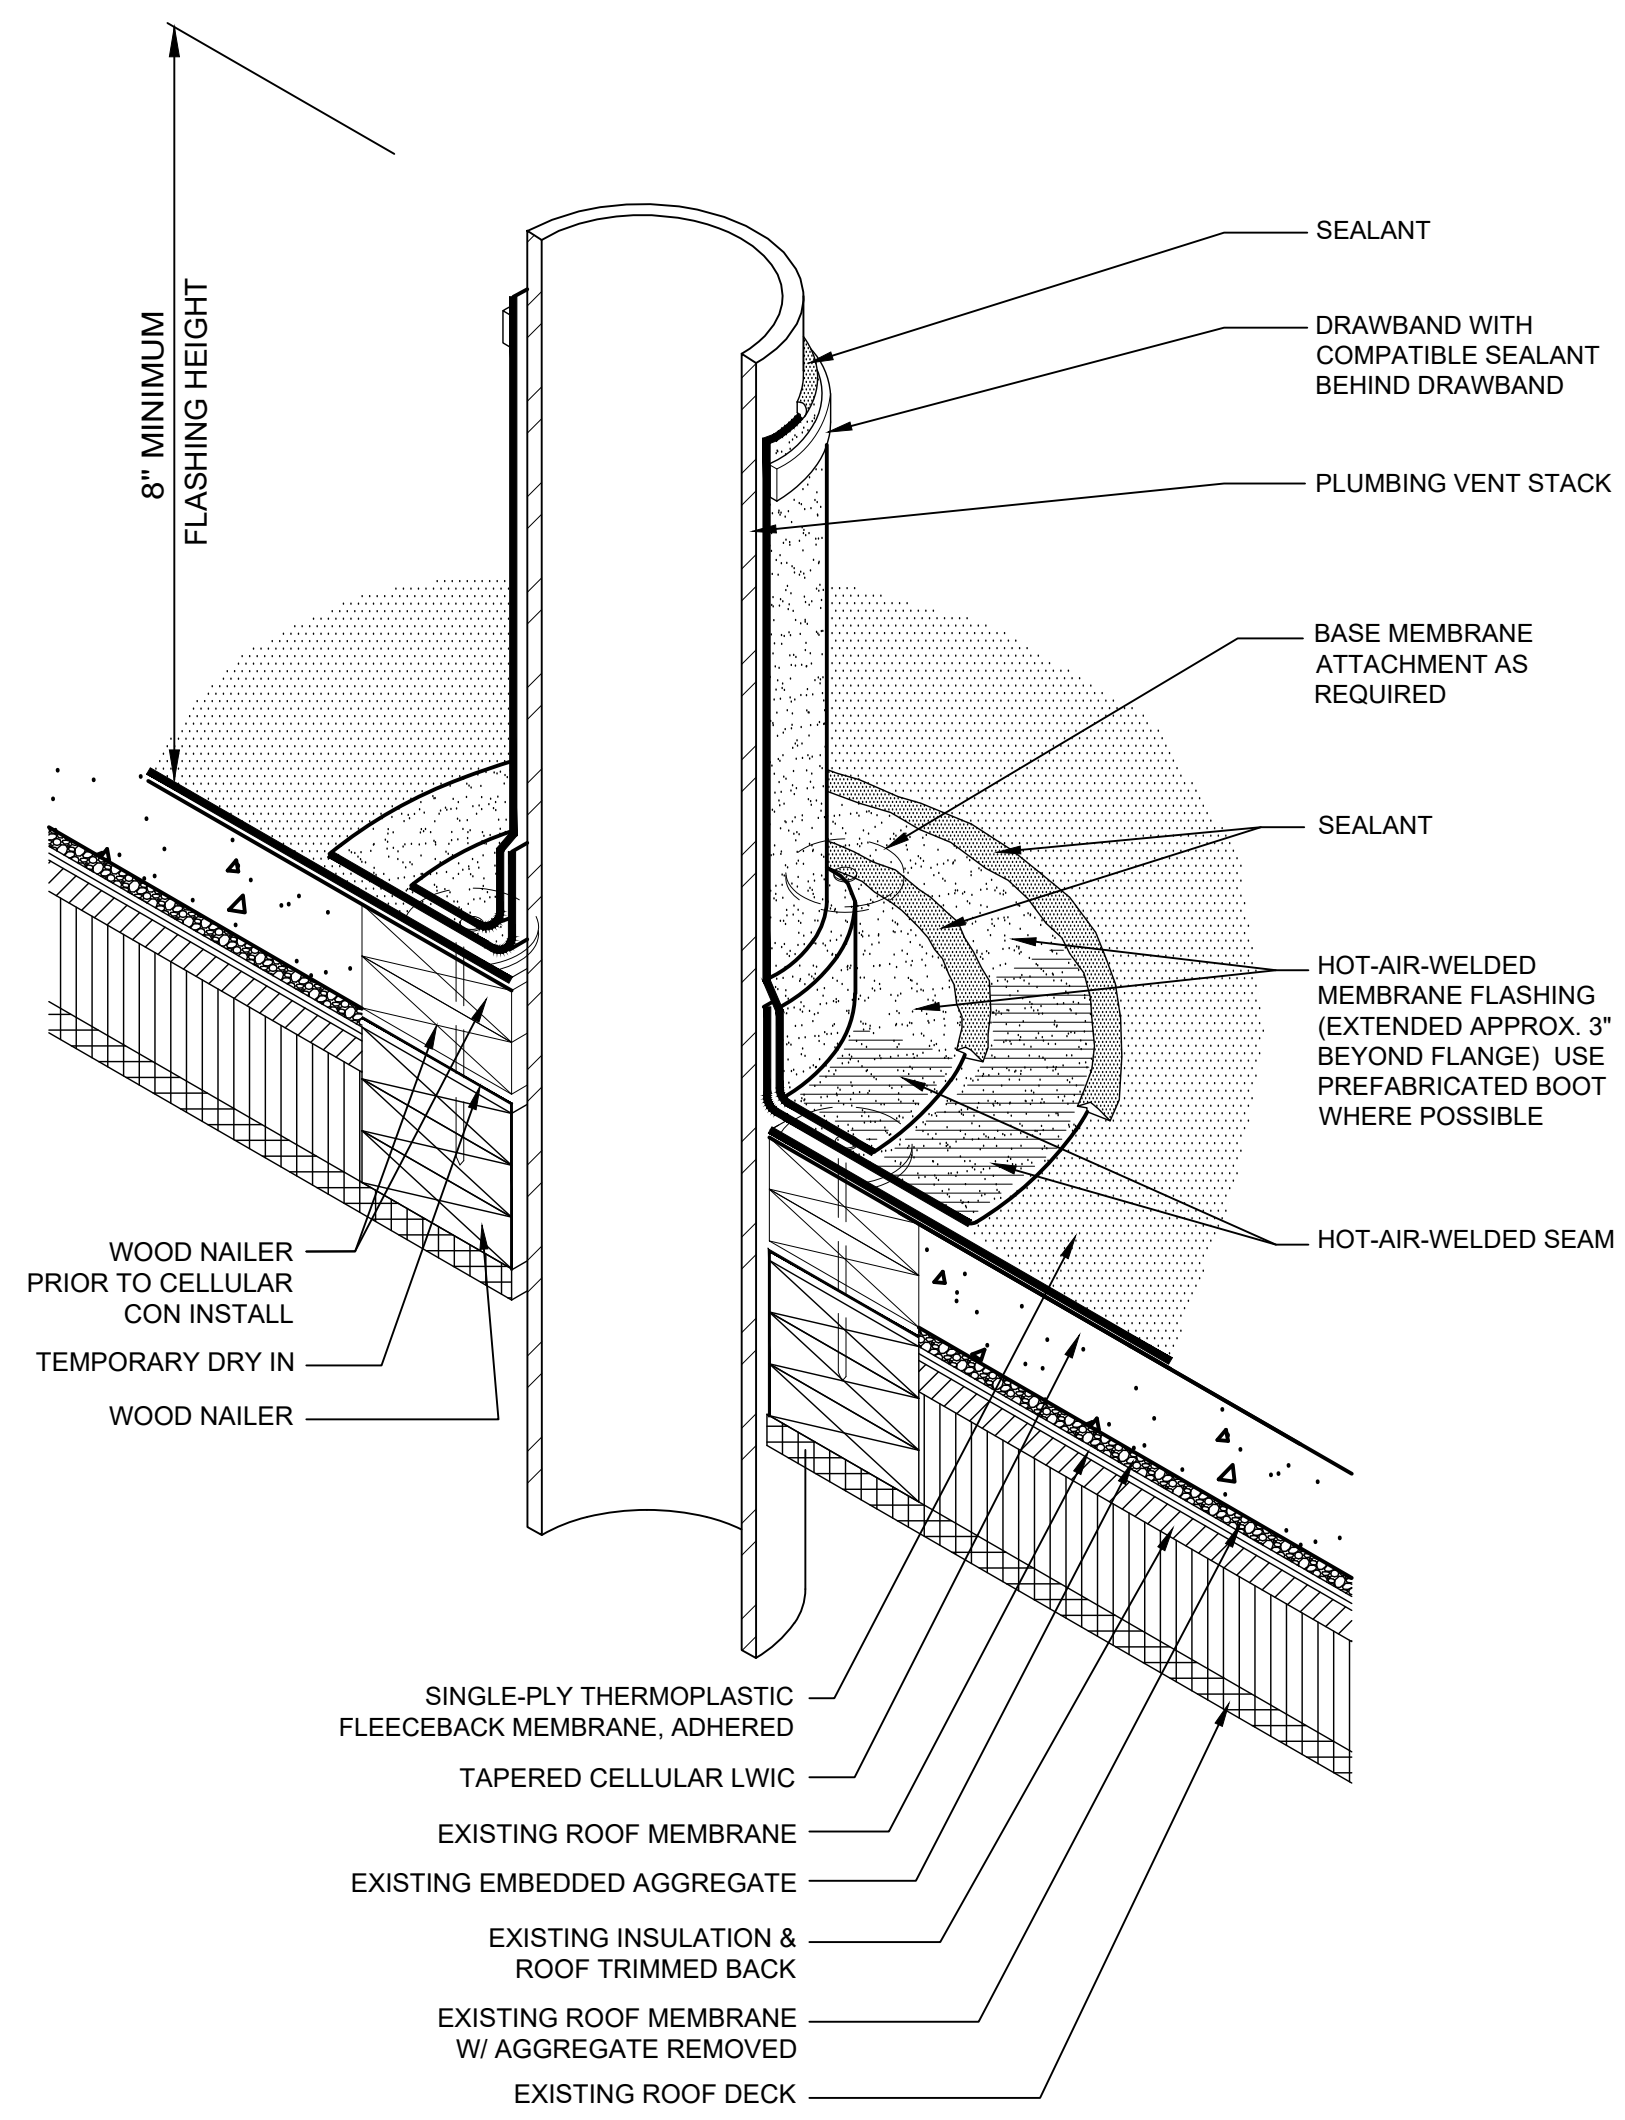 8" MINIMUM
FLASHING HEIGHT
SEALANT
DRAWBAND WITH
COMPATIBLE SEALANT
BEHIND DRAWBAND
PLUMBING VENT STACK
BASE MEMBRANE
ATTACHMENT AS
REQUIRED
SEALANT
HOT-AIR-WELDED
MEMBRANE FLASHING
(EXTENDED APPROX. 3"
BEYOND FLANGE) USE
PREFABRICATED BOOT
WHERE POSSIBLE
HOT-AIR-WELDED SEAM
WOOD NAILER
PRIOR TO CELLULAR
CON INSTALL
TEMPORARY DRY IN
WOOD NAILER
SINGLE-PLY THERMOPLASTIC
FLEECEBACK MEMBRANE, ADHERED
TAPERED CELLULAR LWIC
EXISTING ROOF MEMBRANE
EXISTING EMBEDDED AGGREGATE
EXISTING INSULATION &
ROOF TRIMMED BACK
EXISTING ROOF MEMBRANE
W/ AGGREGATE REMOVED
EXISTING ROOF DECK